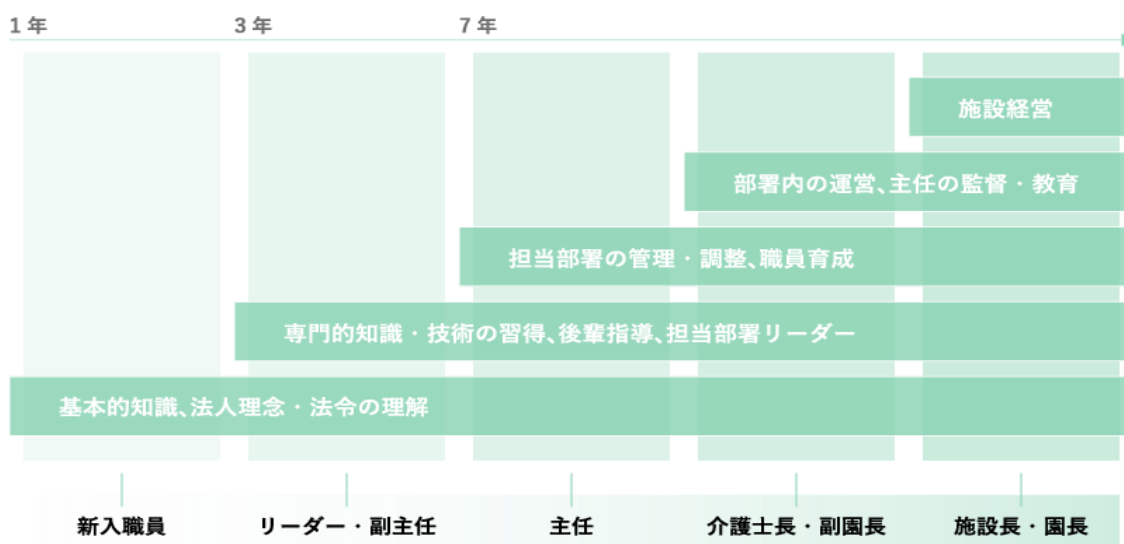 1年
3年
7年
施設経営
部署内の運営、主任の監督・教育
担当部署の管理・調整、職員育成
専門的知識・技術の習得、後輩指導、担当部署リーダー
基本的知識、法人理念・法令の理解
新入職員
リーダー・副主任
主任
介護士長・副園長
施設長・園長